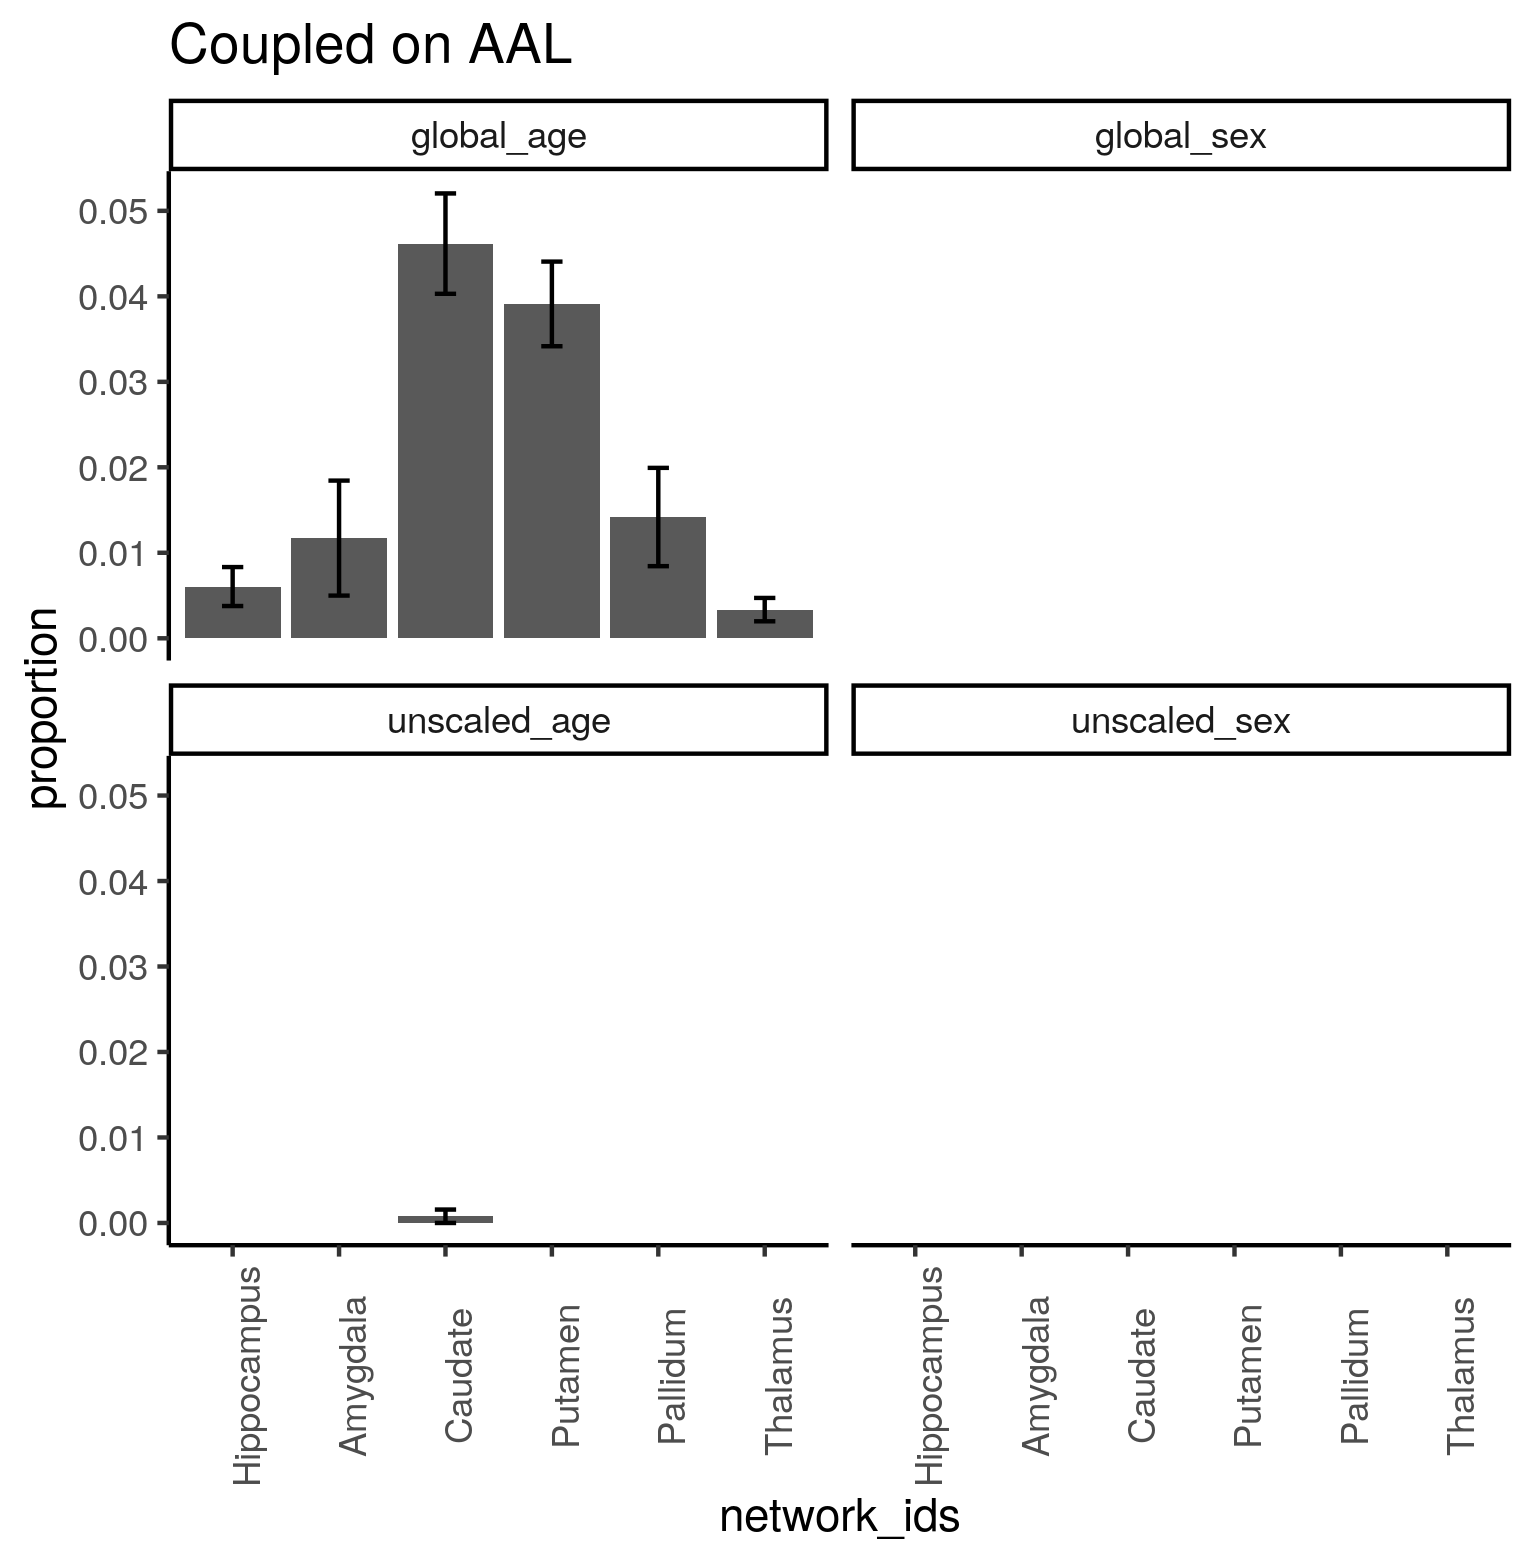 Coupled on AAL
global_age
global_sex
0.05
0.04
0.03
0.02
0.01
0.00
proportion
unscaled_age
unscaled_sex
0.05
0.04
0.03
0.02
0.01
0.00
Hippocampus
Amygdala
Caudate
Putamen
Pallidum
Thalamus
Hippocampus
Amygdala
Caudate
Putamen
Pallidum
Thalamus
network_ids